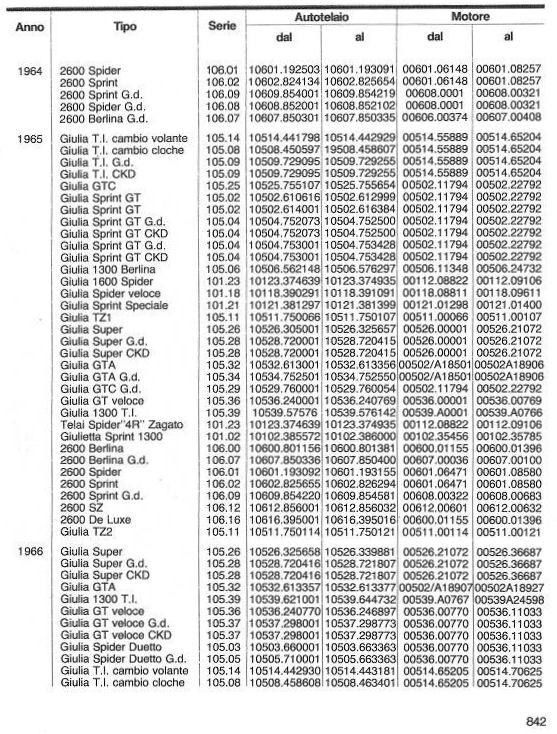 Anno Tipo Serie Autotelaio Motore
dal al dal al
1964 2600 Spider 106.01 10601.192503 10601.193091 00601.06148 00601.08257
2600 Sprint 106.02 10602.824134 10602.825654 00601.06148 00601.08257
2600 Sprint G.d. 106.09 10609.854001 10609.854219 00608.0001 00608.00321
2600 Spider G.d. 106.08 10608.852001 10608.852102 00608.0001 00608.00321
2600 Berlina G.d. 106.07 10607.850301 10607.850335 00606.00374 00607.00408
1965 Giulia T.I. cambio volante 105.14 10514.441798 10514.442929 00514.55889 00514.65204
Giulia T.I. cambio cloche 105.08 10508.450597 19508.458607 00514.55889 00514.65204
Giulia T.I. G.d. 105.09 10509.729095 10509.729255 00514.55889 00514.65204
Giulia T.I. CKD 105.09 10509.729095 10509.729255 00514.55889 00514.65204
Giulia GTC 105.25 10525.755107 10525.755654 00502.11794 00502.22792
Giulia Sprint GT 105.02 10502.610616 10502.612999 00502.11794 00502.22792
Giulia Sprint GT 105.02 10502.614001 10502.616384 00502.11794 00502.22792
Giulia Sprint GT G.d. 105.04 10504.752073 10504.752500 00502.11794 00502.22792
Giulia Sprint GT CKD 105.04 10504.752073 10504.752500 00502.11794 00502.22792
Giulia Sprint GT G.d. 105.04 10504.753001 10504.753428 00502.11794 00502.22792
Giulia Sprint GT CKD 105.04 10504.753001 10504.753428 00502.11794 00502.22792
Giulia 1300 Berlina 105.06 10506.562148 10506.576297 00506.11348 00506.24732
Giulia 1600 Spider 101.23 10123.374639 10123.374935 00112.08822 00112.09106
Giulia Spider veloce 101.18 10118.390291 10118.391091 00118.08811 00118.09611
Giulia Sprint Speciale 101.21 10121.381297 10121.381399 00121.01298 00121.01400
Giulia TZ1 105.11 10511.750066 10511.750107 00511.00066 00511.00107
Giulia Super 105.26 10526.305001 10526.325657 00526.00001 00526.21072
Giulia Super G.d. 105.28 10528.720001 10528.720415 00526.00001 00526.21072
Giulia Super CKD 105.28 10528.720001 10528.720415 00526.00001 00526.21072
Giulia GTA 105.32 10532.613001 10532.613356 00502/A18501 00502A18906
Giulia GTA G.d. 105.34 10534.752501 10534.752550 00502/A18501 00502A18906
Giulia GTC G.d. 105.29 10529.760001 10529.760054 00502.11794 00502.22792
Giulia GT veloce 105.36 10536.240001 10536.240769 00536.00001 00536.00769
Giulia 1300 T.I. 105.39 10539.57576 10539.576142 00539.A0001 00539.A0766
Telai Spider"4R" Zagato 101.23 10123.374639 10123.374935 00112.08822 00112.09106
Giulietta Sprint 1300 101.02 10102.385572 10102.386000 00102.35456 00102.35785
2600 Berlina 106.00 10600.801156 10600.801381 00600.01155 00600.01396
2600 Berlina G.d. 106.07 10607.850336 10607.850400 00607.00036 00607.00100
2600 Spider 106.01 10601.193092 10601.193155 00601.06471 00601.08580
2600 Sprint 106.02 10602.825655 10602.826294 00601.06471 00601.08580
2600 Sprint G.d. 106.09 10609.854220 10609.854581 00608.00322 00608.00683
2600 SZ 106.12 10612.856001 10612.856032 00612.00601 00612.00632
2600 De Luxe 106.16 10616.395001 10616.395016 00600.01155 00600.01396
Giulia TZ2 105.11 10511.750114 10511.750121 00511.00114 00511.00121
1966 Giulia Super 105.26 10526.325658 10526.339881 00526.21072 00526.36687
Giulia Super G.d. 105.28 10528.720416 10528.721807 00526.21072 00526.36687
Giulia Super CKD 105.28 10528.720416 10528.721807 00526.21072 00526.36687
Giulia GTA 105.32 10532.613357 10532.613377 00502/A18907 00502A18927
Giulia 1300 T.I. 105.39 10539.621001 10539.644732 00539.A0767 00539A24598
Giulia GT veloce 105.36 10536.240770 10536.246897 00536.00770 00536.11033
Giulia GT veloce G.d. 105.37 10537.298001 10537.298773 00536.00770 00536.11033
Giulia GT veloce CKD 105.37 10537.298001 10537.298773 00536.00770 00536.11033
Giulia Spider Duetto 105.03 10503.660001 10503.663363 00536.00770 00536.11033
Giulia Spider Duetto G.d. 105.05 10505.710001 10505.663363 00536.00770 00536.11033
Giulia T.I. cambio volante 105.14 10514.442930 10514.443181 00514.65205 00514.70625
Giulia T.I. cambio cloche 105.08 10508.458608 10508.463401 00514.65205 00514.70625
842